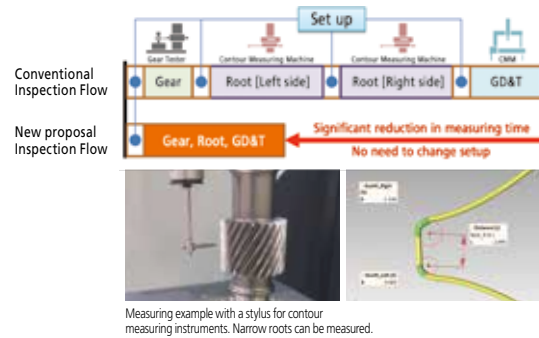 Set up
Gear Tester
Contour Measuring Machine
Contour Measuring Machine
CMM
Conventional
Inspection Flow
Gear
Root [Left side]
Root [Right side]
GD&T
New proposal
Inspection Flow
Gear, Root, GD&T
Significant reduction in measuring time
No need to change setup
Measuring example with a stylus for contour
measuring instruments. Narrow roots can be measured.